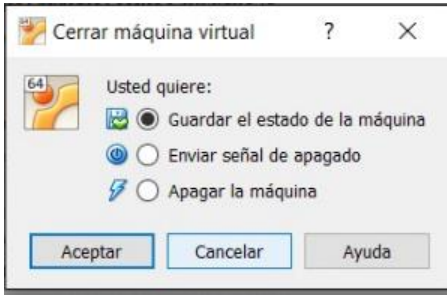 64 Cerrar máquina virtual ? ×
64 Usted quiere:
Guardar el estado de la máquina
Enviar señal de apagado
Apagar la máquina
Aceptar Cancelar Ayuda